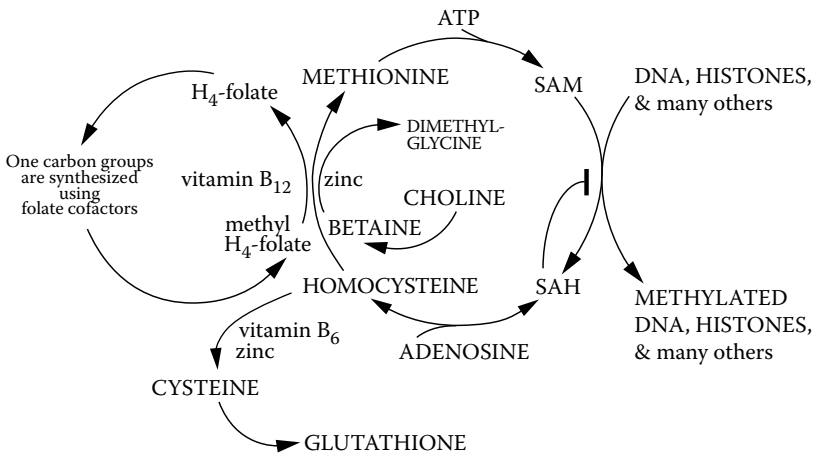 ATP
METHIONINE
SAM
DNA, HISTONES,
& many others
H₄-folate
DIMETHYL-
GLYCINE
One carbon groups
are synthesized
using
folate cofactors
vitamin B₁₂
zinc
CHOLINE
methyl
H₄-folate
BETAINE
HOMOCYSTEINE
SAH
METHYLATED
DNA, HISTONES,
& many others
vitamin B₆
zinc
ADENOSINE
CYSTEINE
GLUTATHIONE